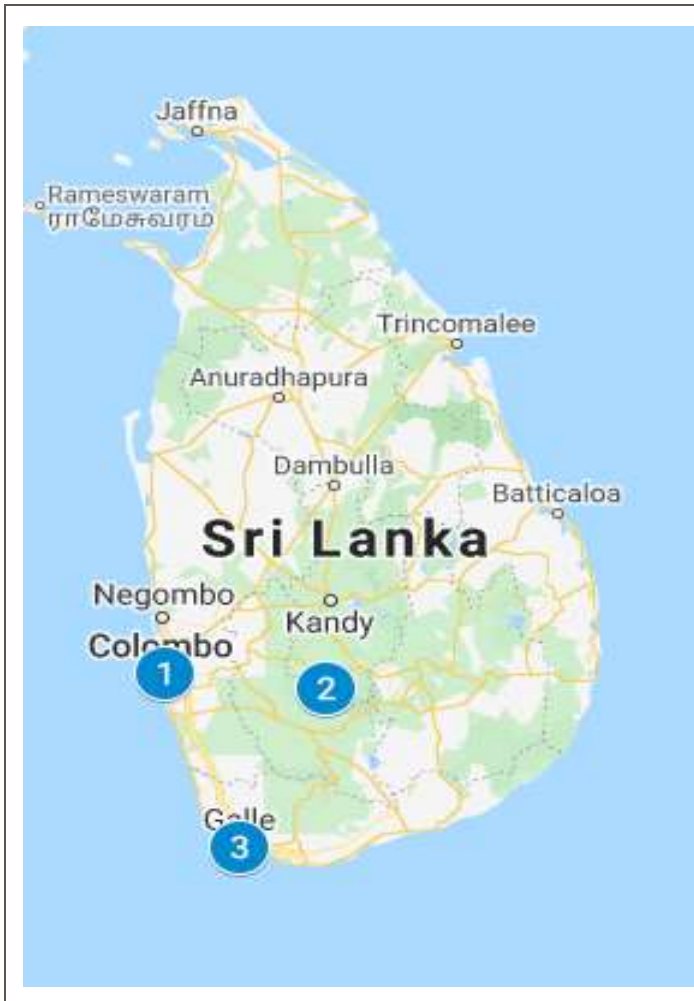 Jaffna
Rameswaram
ராமேசுவரம்
Trincomalee
Anuradhapura
Dambulla
Batticaloa
Sri Lanka
Negombo
Kandy
Colombo
1
2
Galle
3